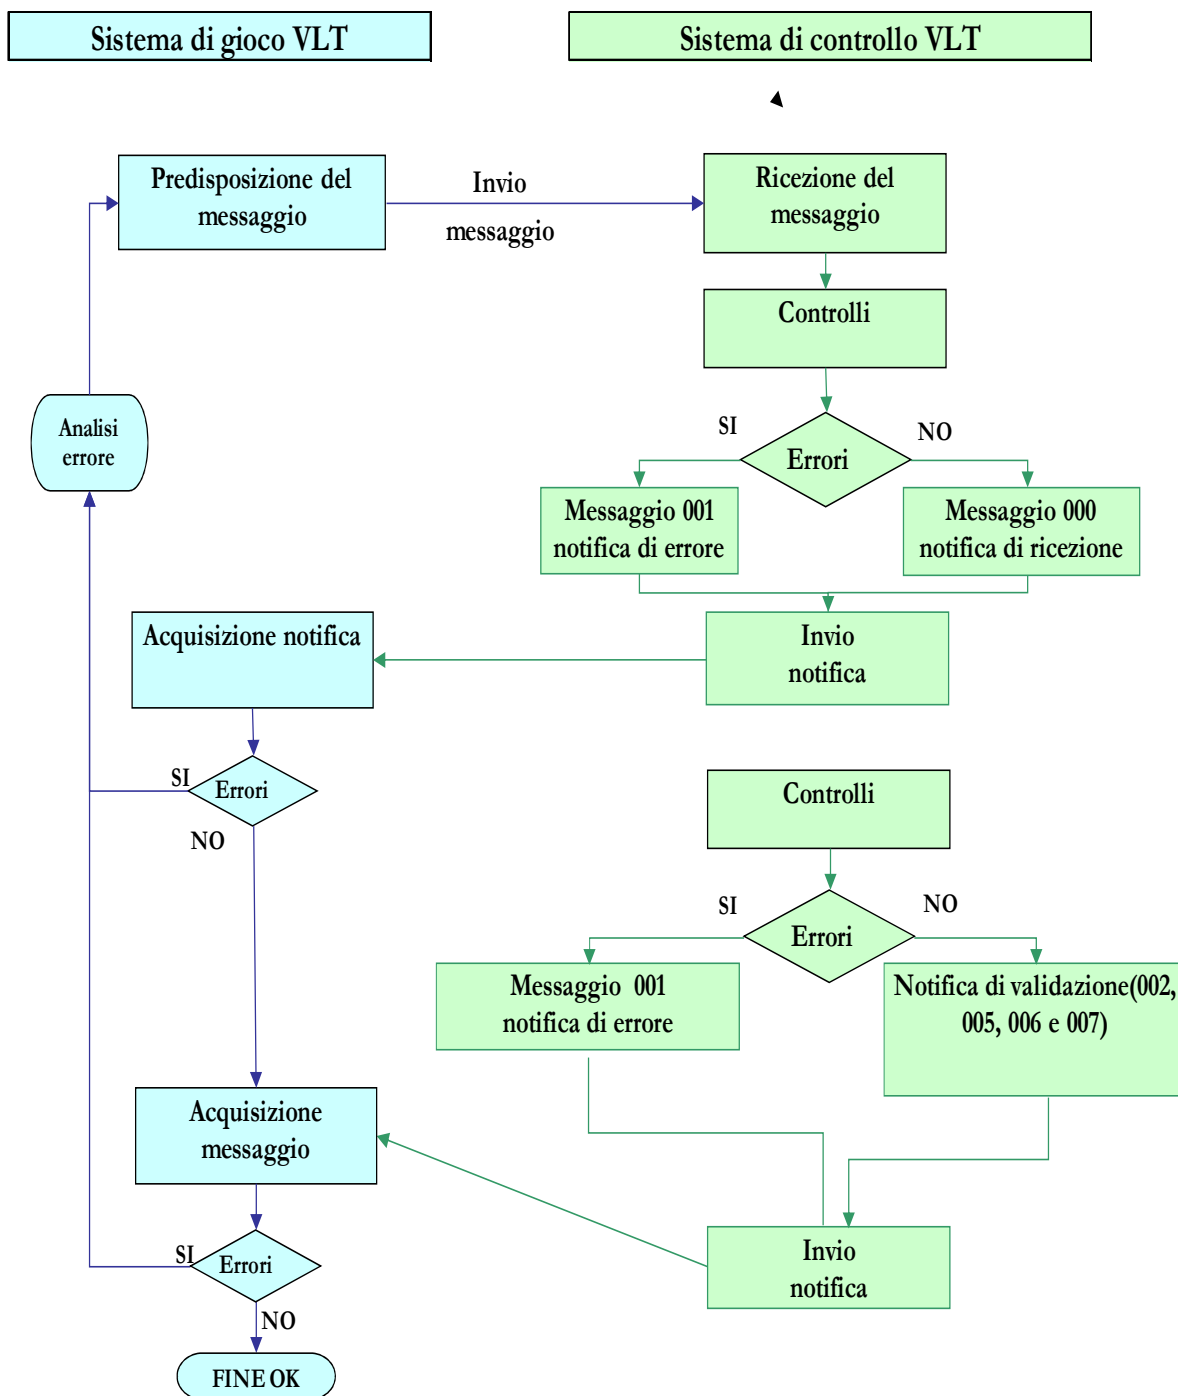 Sistema di gioco VLT
Sistema di controllo VLT
Predisposizione del
messaggio
Invio
messaggio
Ricezione del
messaggio
Controlli
Analisi
errore
SI
NO
Errori
Messaggio 001
notifica di errore
Messaggio 000
notifica di ricezione
Acquisizione notifica
Invio
notifica
SI
Errori
NO
Controlli
SI
NO
Errori
Messaggio 001
notifica di errore
Notifica di validazione(002,
005, 006 e 007)
Acquisizione
messaggio
SI
Errori
NO
Invio
notifica
FINE OK